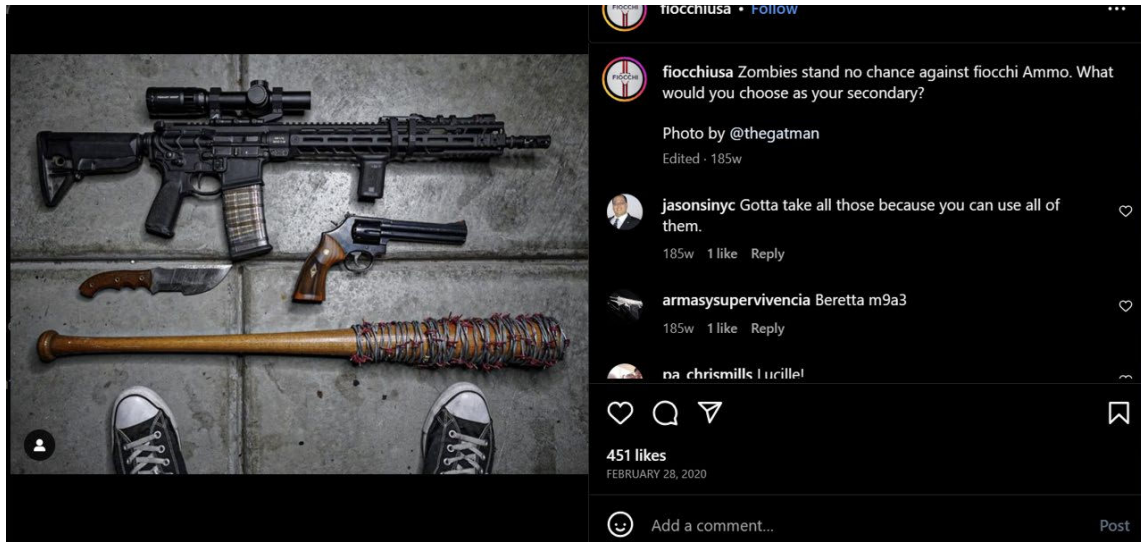 fiocchiusa • Follow
FIOCCHI
fiocchiusa Zombies stand no chance against fiocchi Ammo. What
would you choose as your secondary?
Photo by @thegatman
Edited · 185w
jasonsinyc Gotta take all those because you can use all of
them.
185w 1 like Reply
armasysupervivencia Beretta m9a3
185w 1 like Reply
pa_chrismills Lucille!
451 likes
FEBRUARY 28, 2020
Add a comment... Post